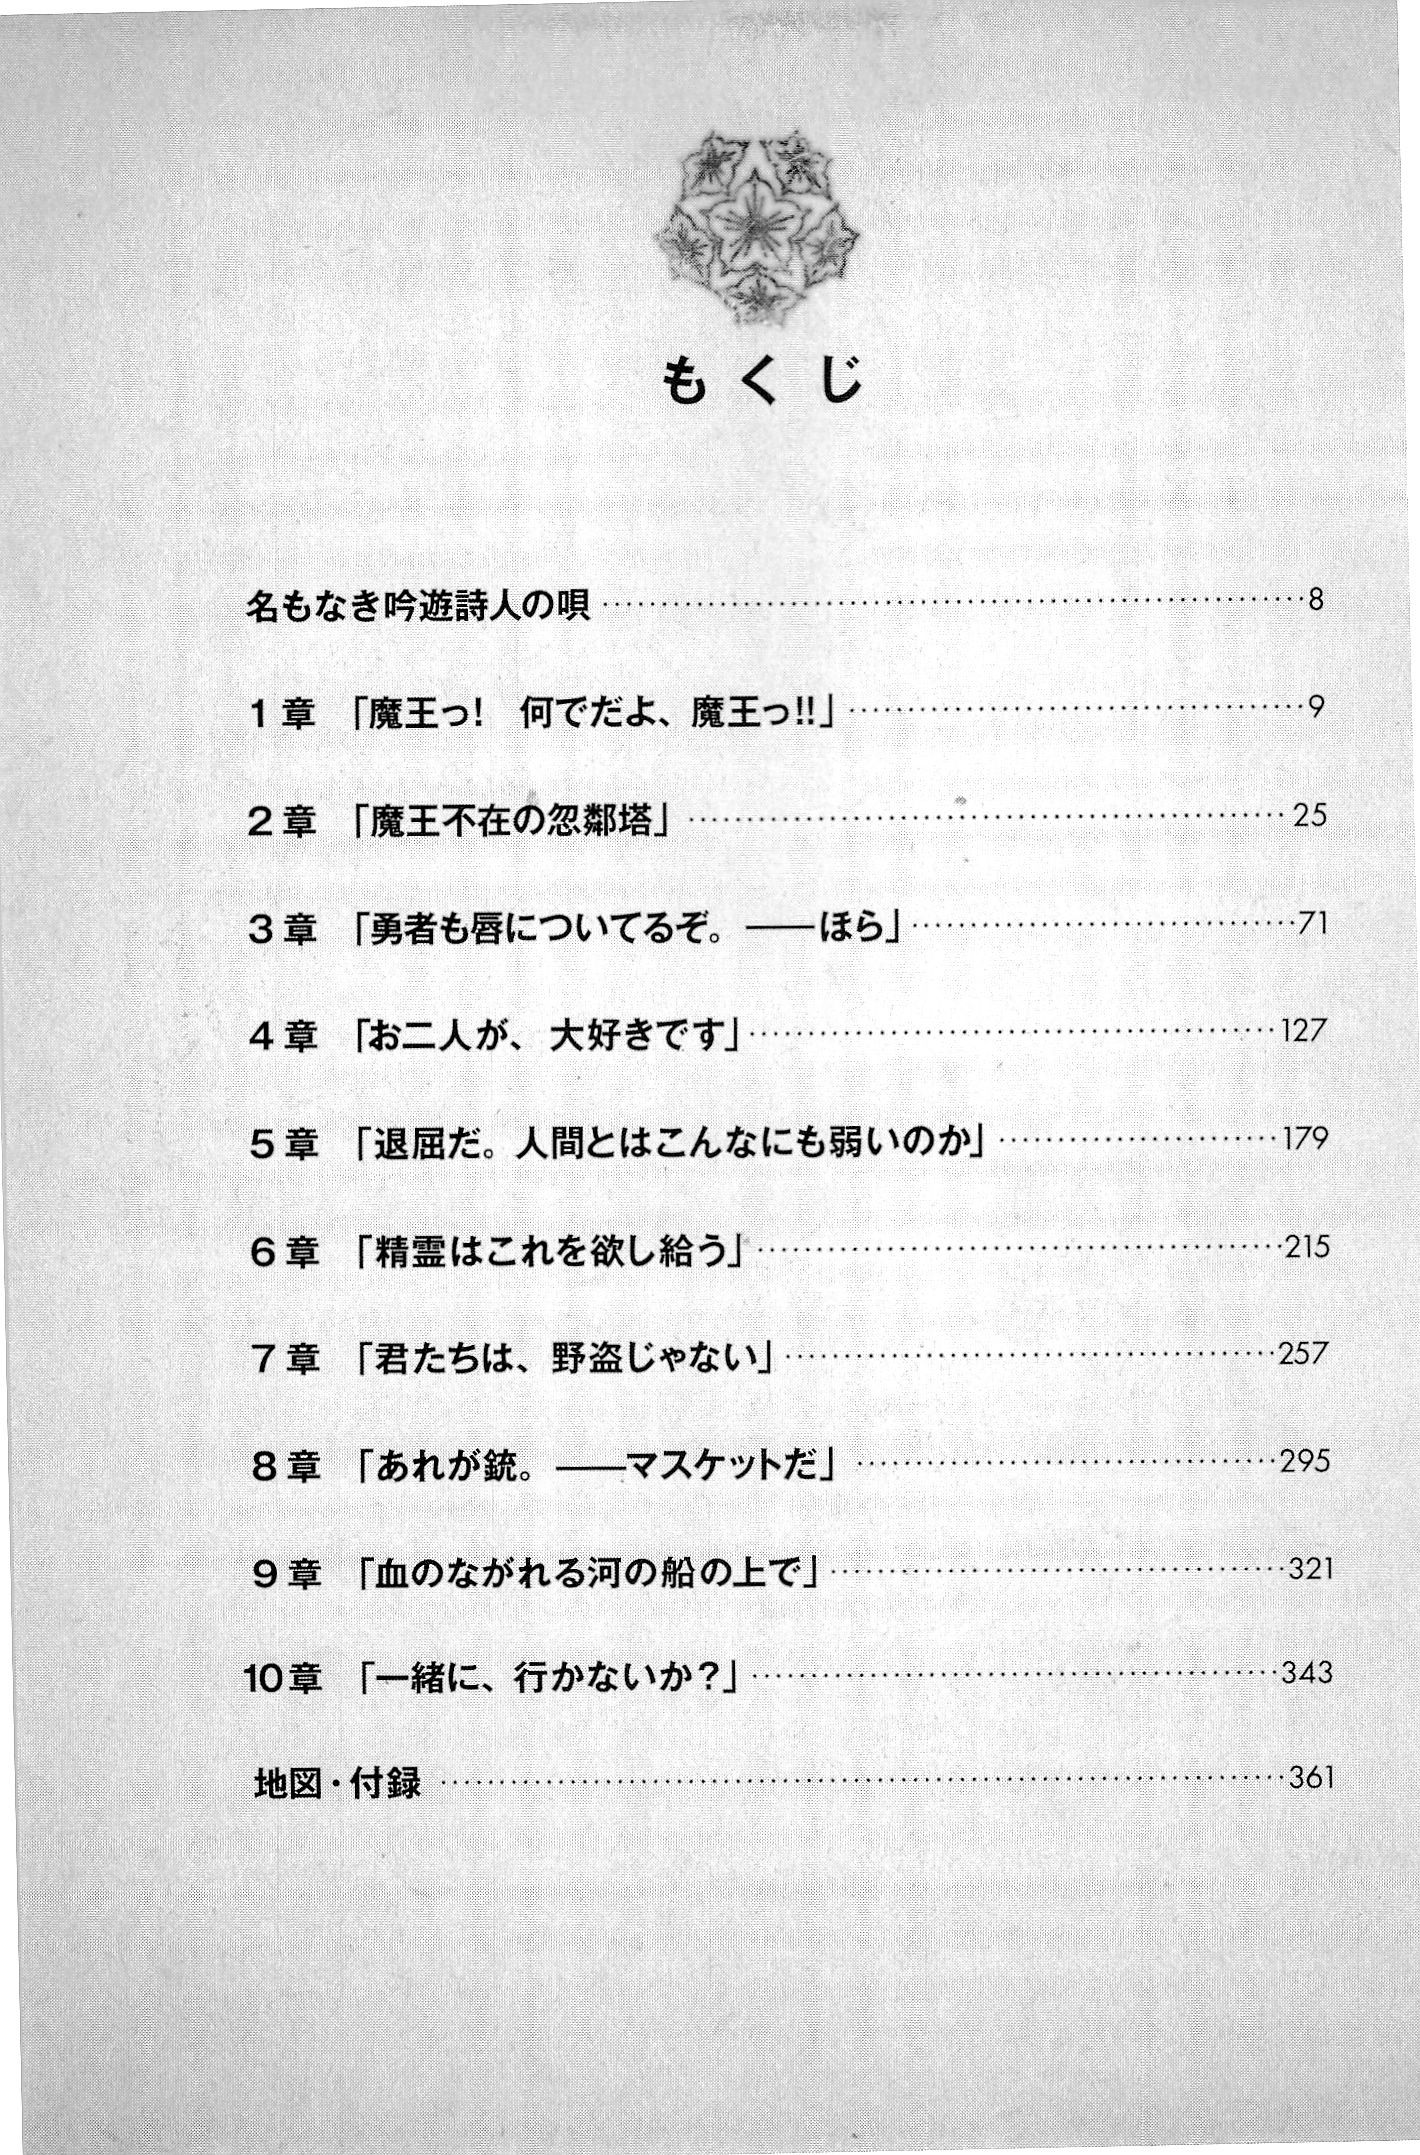 もくじ
名もなき吟遊詩人の唄 8
1章 「魔王っ! 何でだよ、魔王っ!!」 9
2章 「魔王不在の忽鄰塔」 25
3章 「勇者も唇についてるぞ。――ほら」 71
4章 「お二人が、大好きです」 127
5章 「退屈だ。人間とはこんなにも弱いのか」 179
6章 「精霊はこれを欲し給う」 215
7章 「君たちは、野盗じゃない」 257
8章 「あれが銃。――マスケットだ」 295
9章 「血のながれる河の船の上で」 321
10章 「一緒に、行かないか?」 343
地図・付録 361